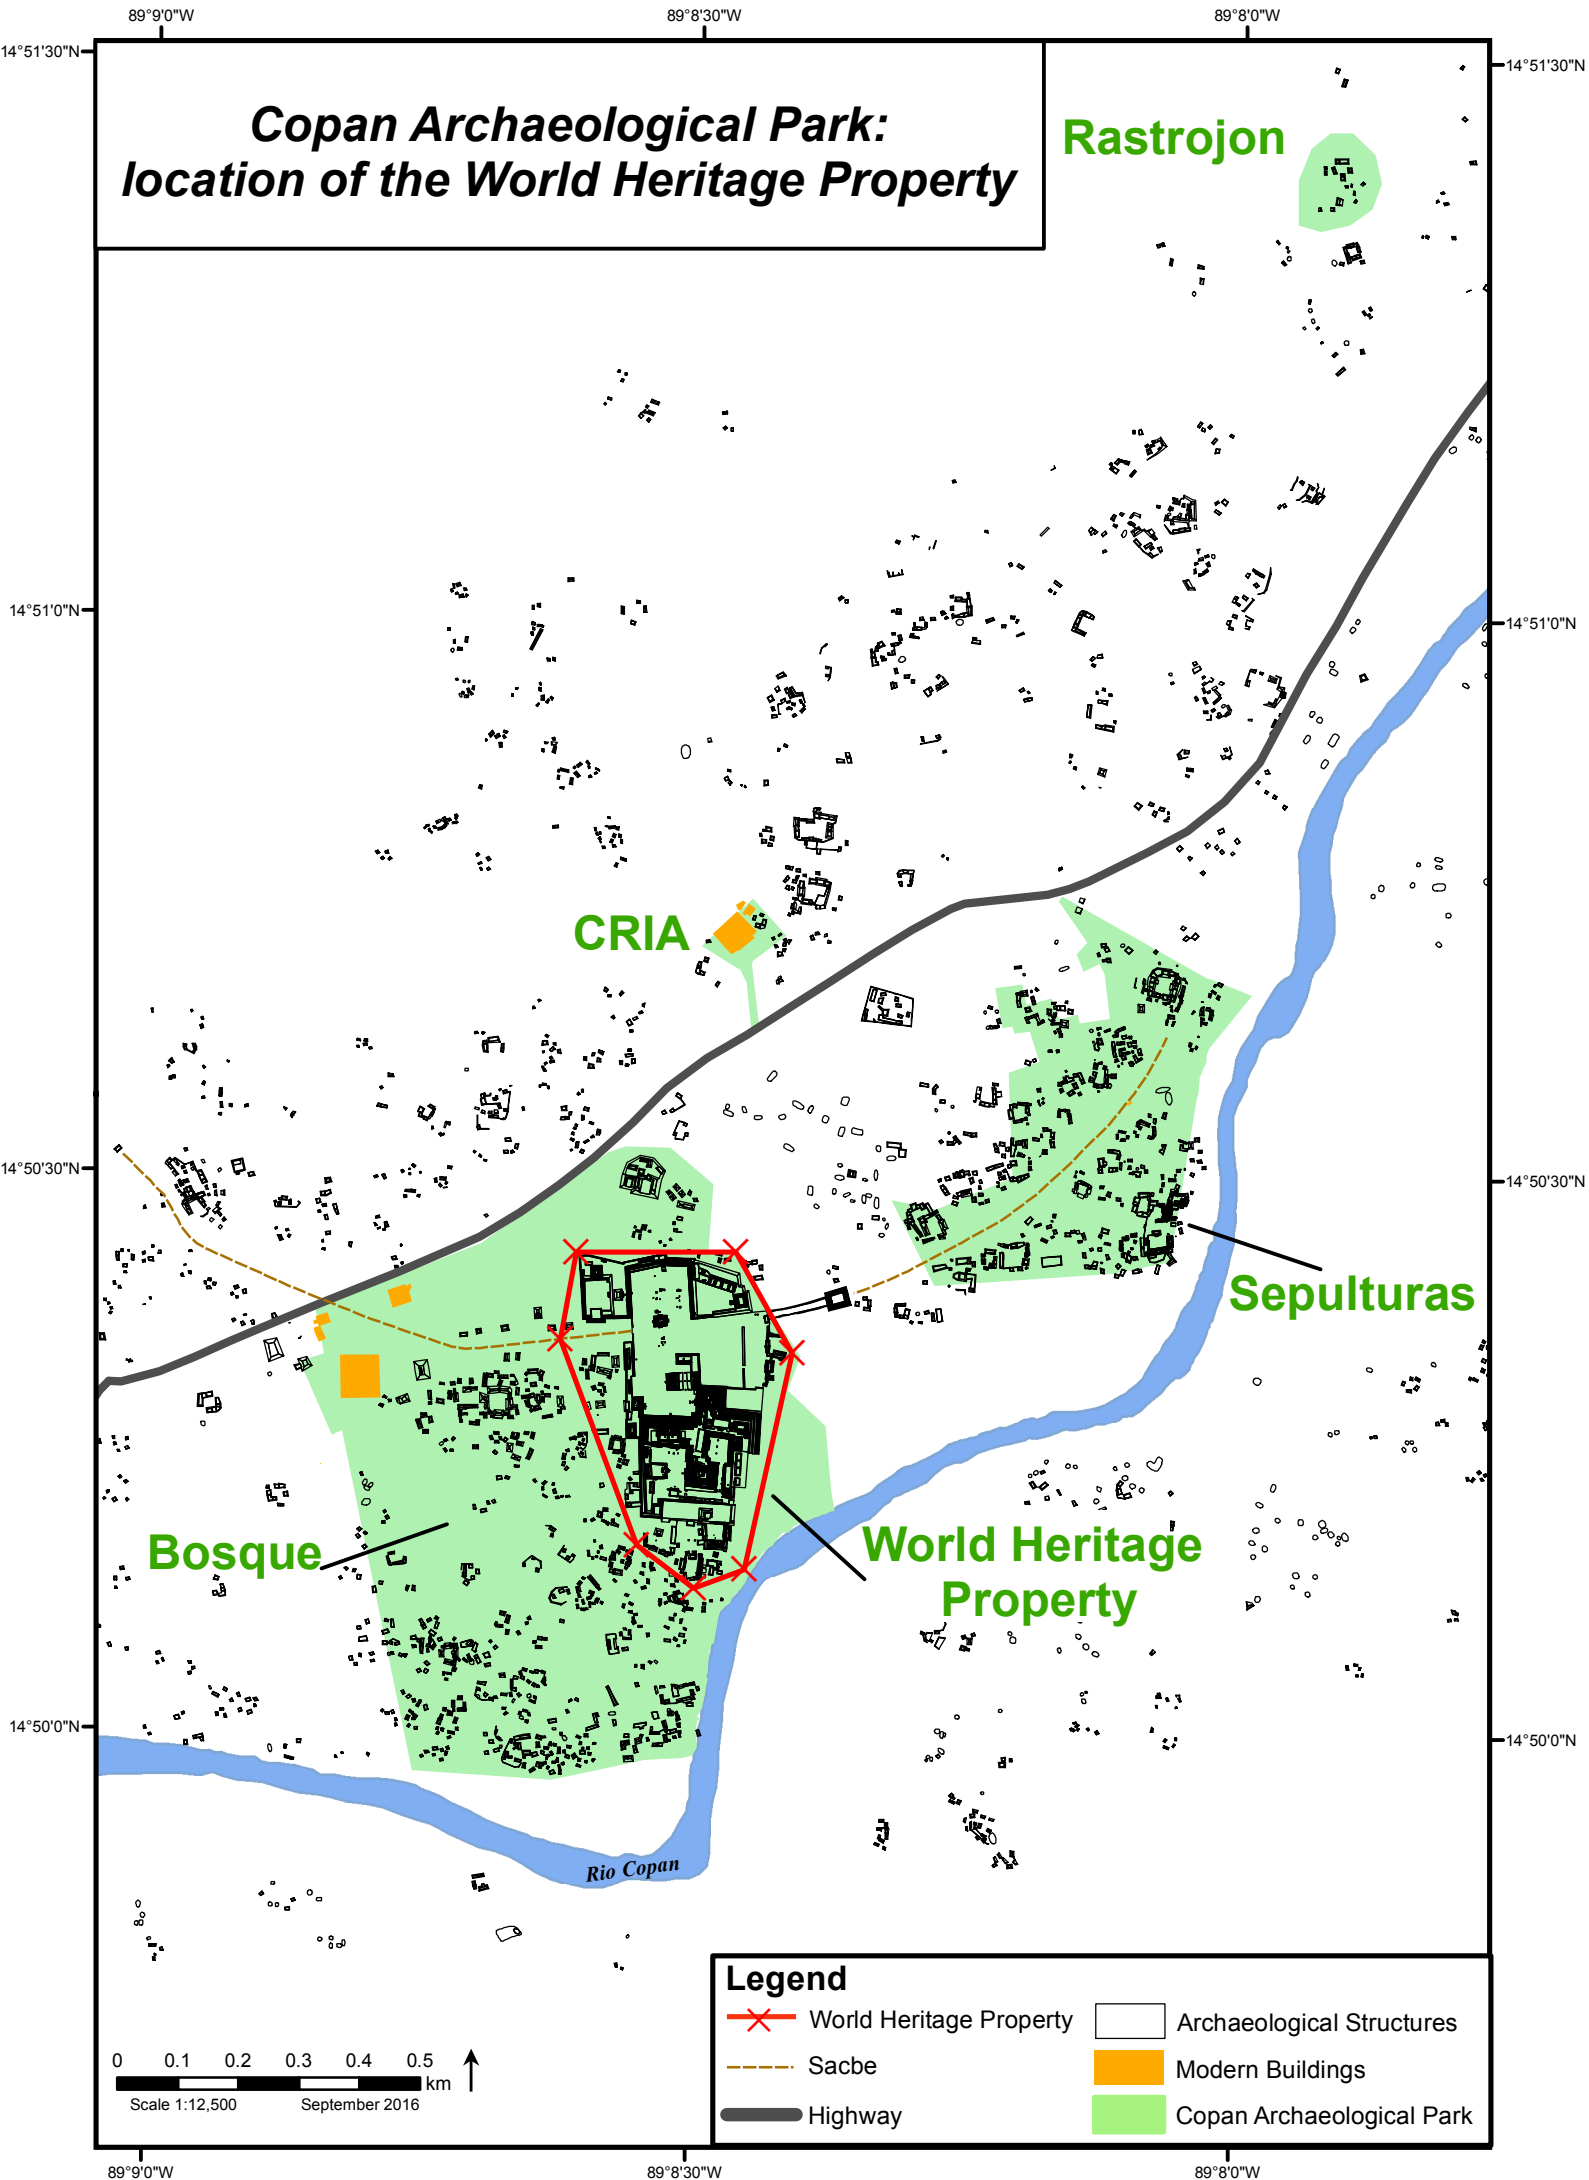 89°9'0"W
89°8'30"W
89°8'0"W
14°51'30"N
14°51'30"N
Copan Archaeological Park:
location of the World Heritage Property
Rastrojon
14°51'0"N
14°51'0"N
CRIA
14°50'30"N
14°50'30"N
Sepulturas
Bosque
World Heritage
Property
14°50'0"N
14°50'0"N
Rio Copan
Legend
World Heritage Property
Archaeological Structures
Sacbe
Modern Buildings
Highway
Copan Archaeological Park
0 0.1 0.2 0.3 0.4 0.5
km
Scale 1:12,500
September 2016
89°9'0"W
89°8'30"W
89°8'0"W